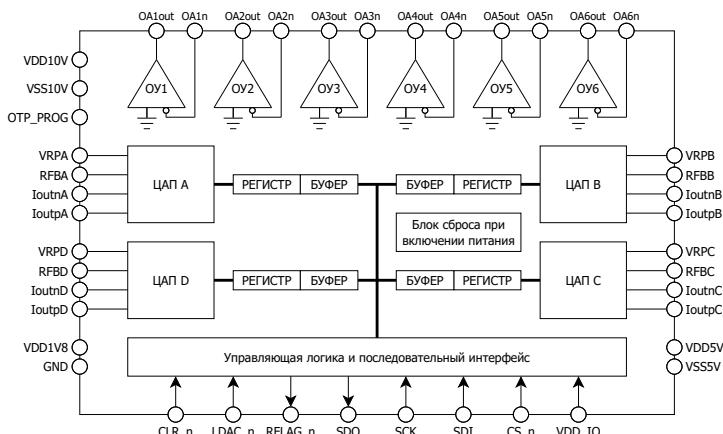 OA1out OA1n OA2out OA2n OA3out OA3n OA4out OA4n OA5out OA5n OA6out OA6n
VDD10V
VSS10V
OTP_PROG
ОУ1 ОУ2 ОУ3 ОУ4 ОУ5 ОУ6
VRPA
RFBA
IoutnA
IoutpA
ЦАП A
РЕГИСТР БУФЕР
БУФЕР РЕГИСТР
ЦАП B
VRPB
RFBB
IoutnB
IoutpB
Блок сброса при
включении питания
VRPD
RFBD
IoutnD
IoutpD
ЦАП D
РЕГИСТР БУФЕР
БУФЕР РЕГИСТР
ЦАП C
VRPC
RFBC
IoutnC
IoutpC
VDD1V8
GND
Управляющая логика и последовательный интерфейс
VDD5V
VSS5V
CLR_n LDAC_n RFLAG_n SDO SCK SDI CS_n VDD_IO